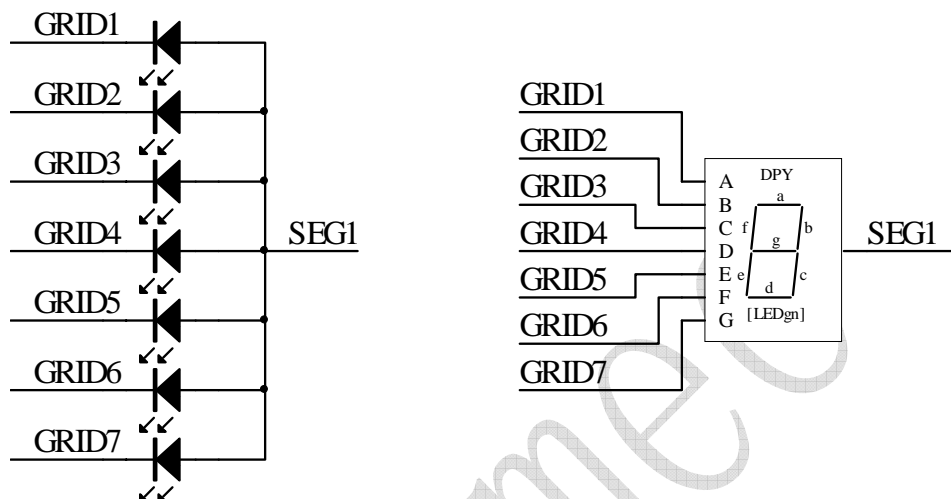 GRID1
GRID2
GRID3
GRID4
GRID5
GRID6
GRID7
SEG1
GRID1
GRID2
GRID3
GRID4
GRID5
GRID6
GRID7
A
B
C
D
E
F
G
DPY
a
f
b
g
e
c
d
[LEDgn]
SEG1